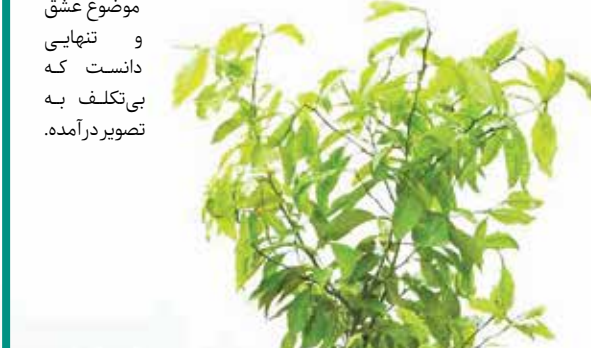 موضوع عشق
و تنهایی
دانست که
بی‌تکلف به
تصویر درآمده.